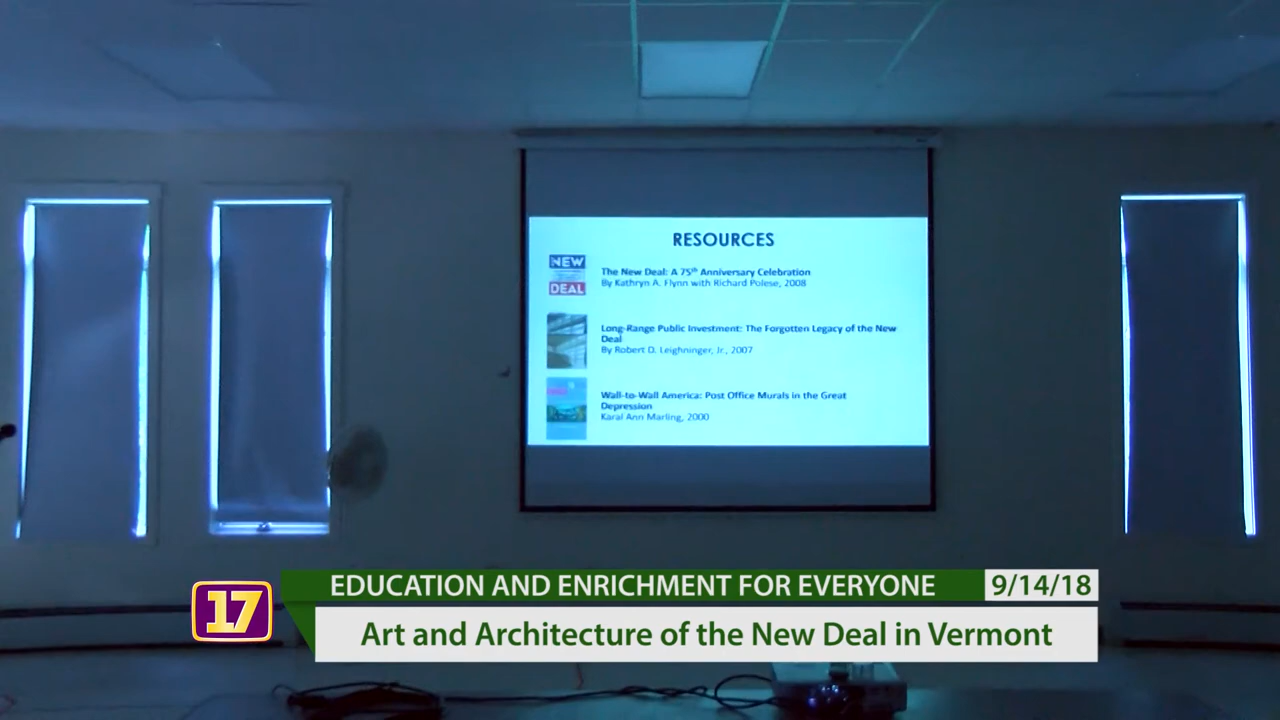 RESOURCES
NEW
DEAL
The New Deal: A 75th Anniversary Celebration
By Kathryn A. Flynn with Richard Polese, 2008
Long-Range Public Investment: The Forgotten Legacy of the New
Deal
By Robert D. Leighninger, Jr., 2007
Wall-to-Wall America: Post Office Murals in the Great
Depression
Karal Ann Marling, 2000
17
EDUCATION AND ENRICHMENT FOR EVERYONE
9/14/18
Art and Architecture of the New Deal in Vermont